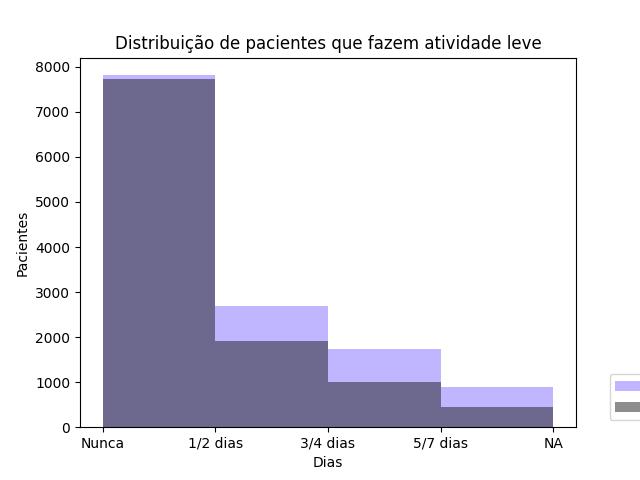 Distribuição de pacientes que fazem atividade leve
8000
7000
6000
5000
4000
3000
2000
1000
0
Pacientes
Nunca 1/2 dias 3/4 dias 5/7 dias NA
Dias